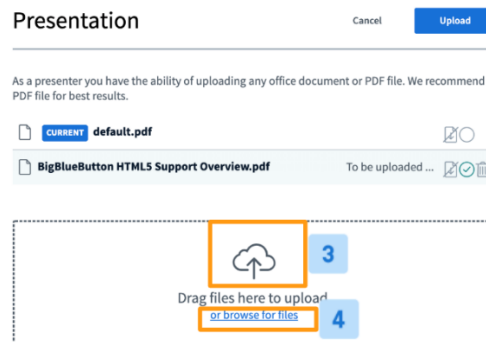 Presentation
Cancel
Upload
As a presenter you have the ability of uploading any office document or PDF file. We recommend
PDF file for best results.
CURRENT default.pdf
BigBlueButton HTML5 Support Overview.pdf To be uploaded ...
3
Drag files here to upload
or browse for files
4